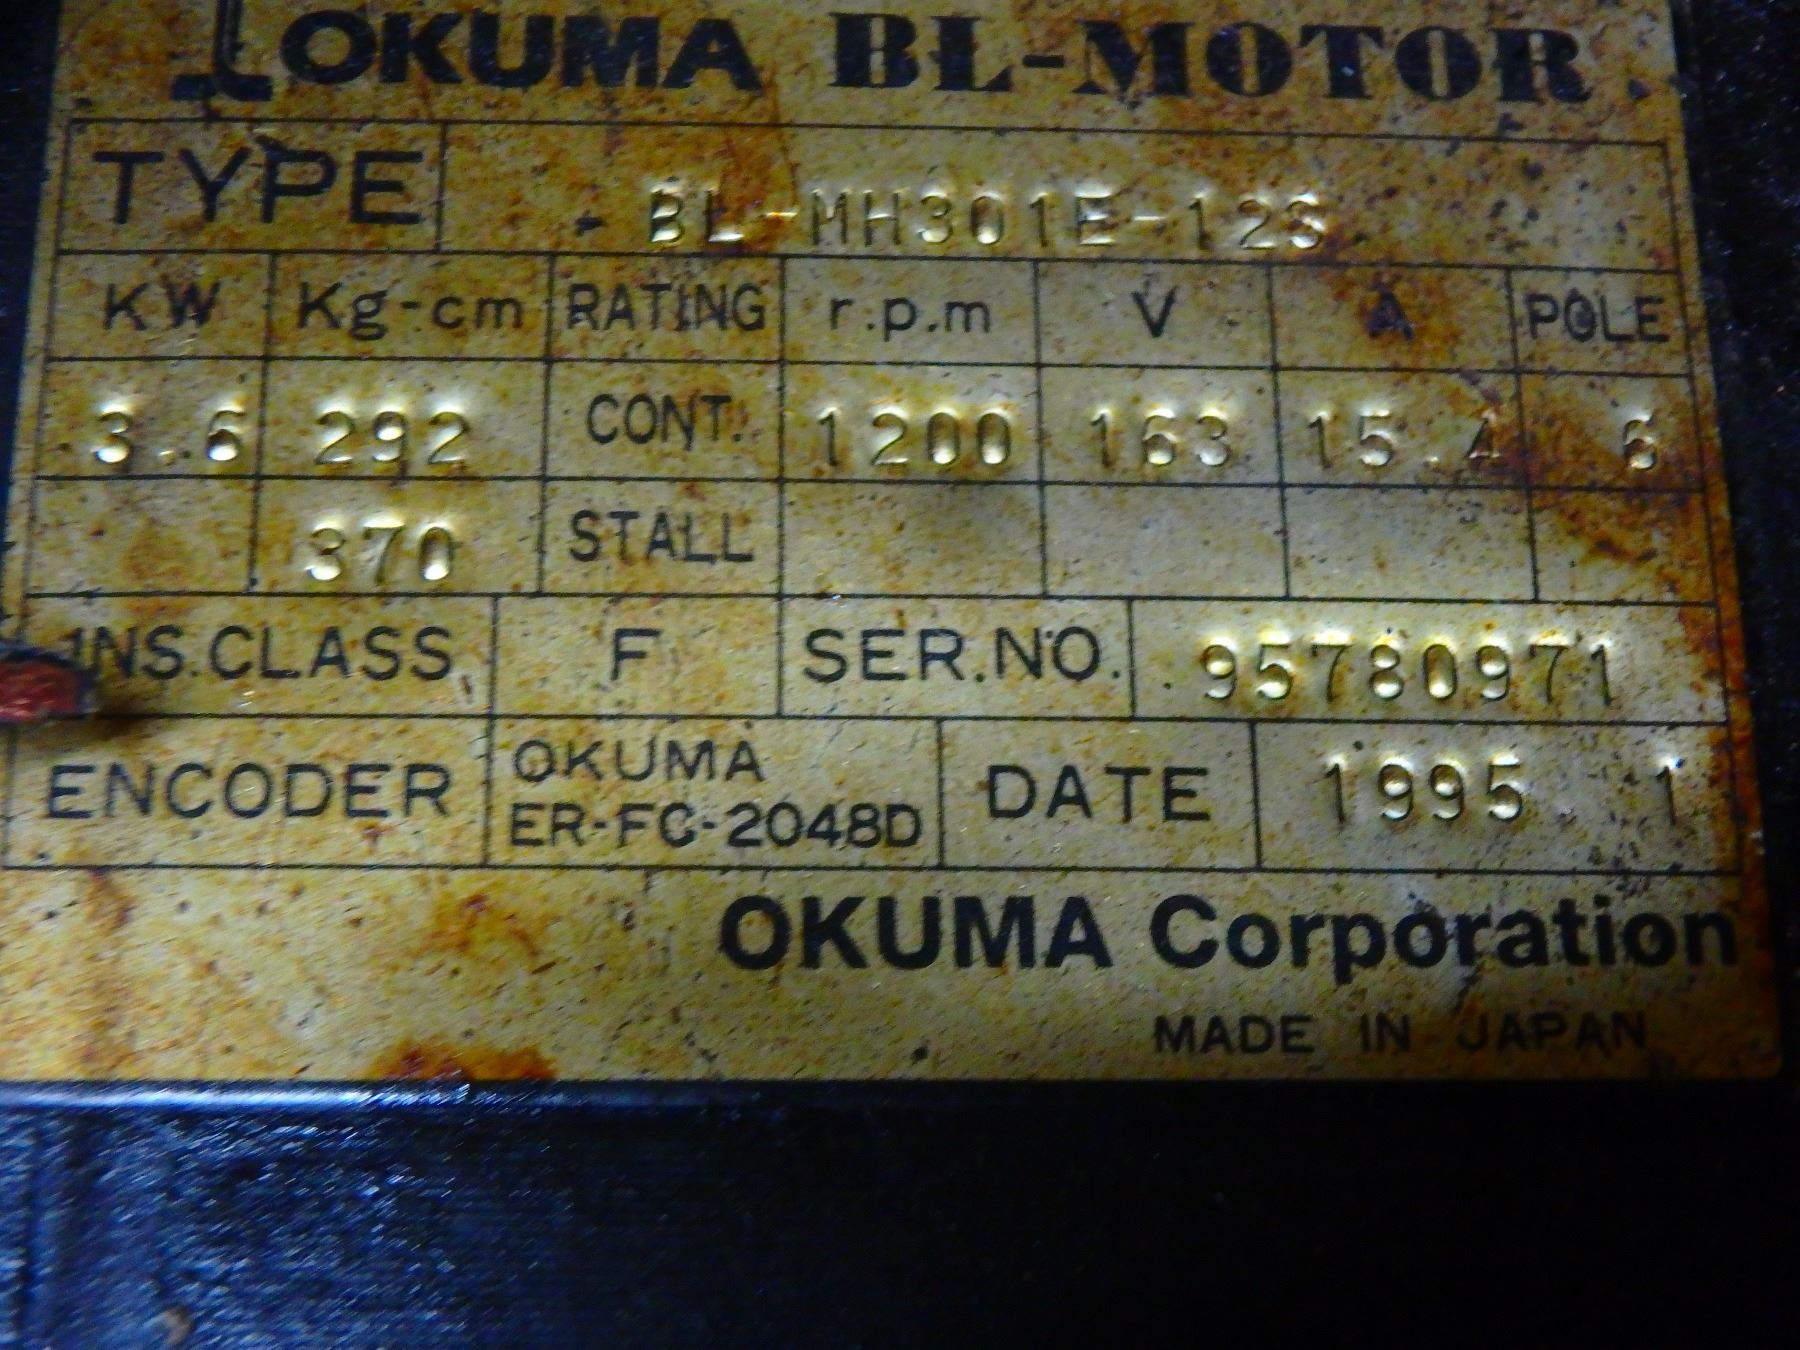 OKUMA BL-MOTOR
TYPE BL-MH301E-12S
KW Kg-cm RATING r.p.m V A POLE
3.6 292 CONT. 1200 163 15.4 6
370 STALL
INS.CLASS F SER.NO. 95780971
ENCODER OKUMA ER-FC-2048D DATE 1995 1
OKUMA Corporation
MADE IN JAPAN